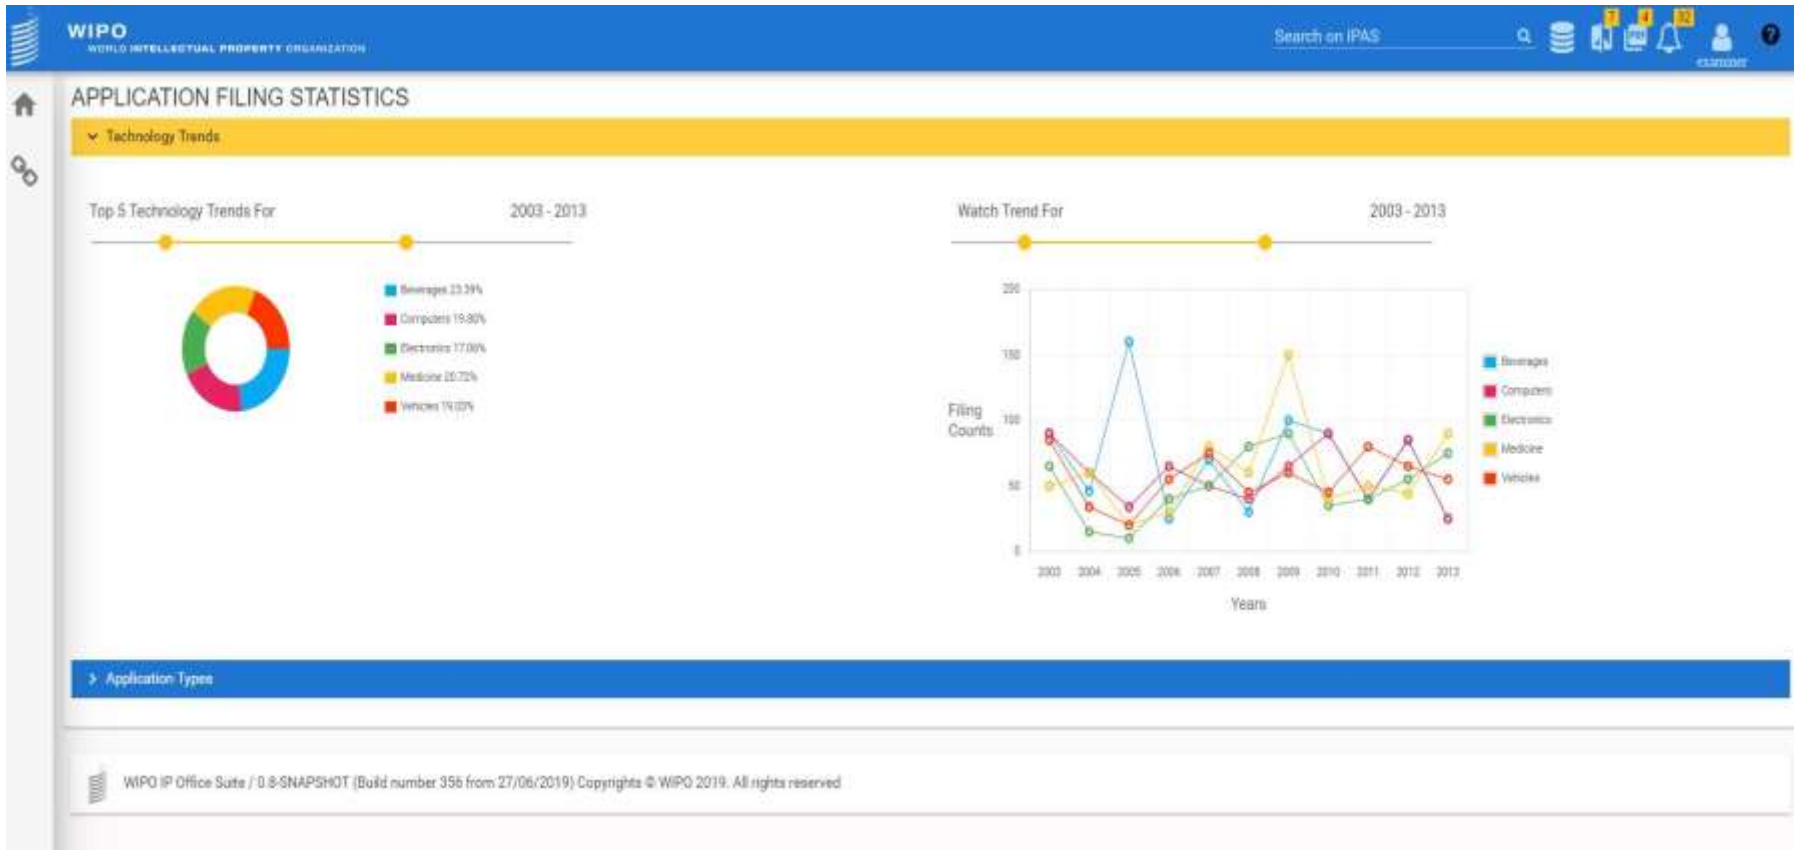 WIPO
WORLD INTELLECTUAL PROPERTY ORGANIZATION
Search on IPAS
7
4
32
examiner
APPLICATION FILING STATISTICS
Technology Trends
Top 5 Technology Trends For
2003 - 2013
Beverages 23.39%
Computers 19.80%
Electronics 17.06%
Medicine 20.72%
Vehicles 19.03%
Watch Trend For
2003 - 2013
200
150
100
50
0
Filing
Counts
2003 2004 2005 2006 2007 2008 2009 2010 2011 2012 2013
Years
Beverages
Computers
Electronics
Medicine
Vehicles
Application Types
WIPO IP Office Suite / 0.8-SNAPSHOT (Build number 356 from 27/06/2019) Copyrights © WIPO 2019. All rights reserved